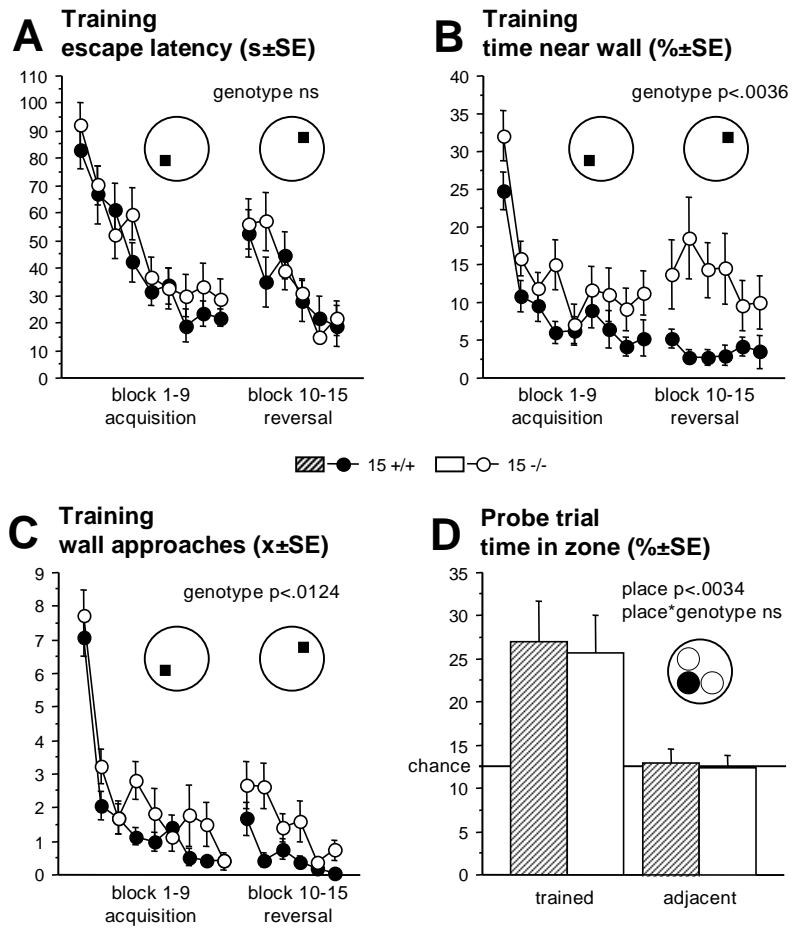 A
Training
escape latency (s±SE)
genotype ns
110
100
90
80
70
60
50
40
30
20
10
0
block 1-9
acquisition
block 10-15
reversal
B
Training
time near wall (%±SE)
genotype p<.0036
40
35
30
25
20
15
10
5
0
block 1-9
acquisition
block 10-15
reversal
15 +/+
15 -/-
C
Training
wall approaches (x±SE)
genotype p<.0124
9
8
7
6
5
4
3
2
1
0
block 1-9
acquisition
block 10-15
reversal
D
Probe trial
time in zone (%±SE)
place p<.0034
place*genotype ns
35
30
25
20
15
chance
10
5
0
trained
adjacent